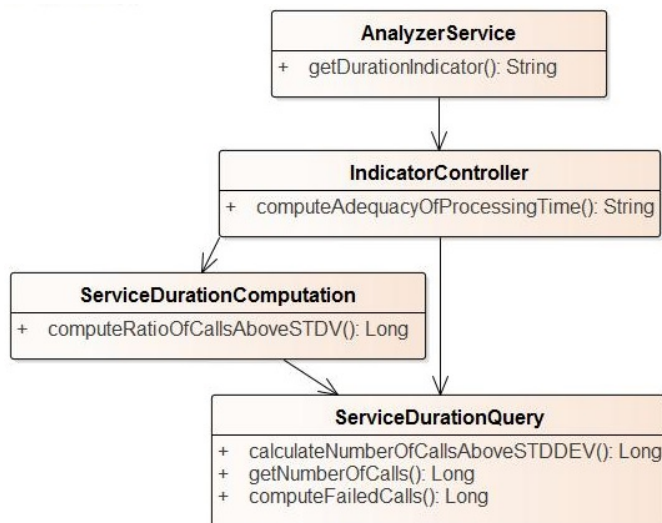 AnalyzerService
+ getDurationIndicator(): String
IndicatorController
+ computeAdequacyOfProcessingTime(): String
ServiceDurationComputation
+ computeRatioOfCallsAboveSTDV(): Long
ServiceDurationQuery
+ calculateNumberOfCallsAboveSTDDEV(): Long
+ getNumberOfCalls(): Long
+ computeFailedCalls(): Long